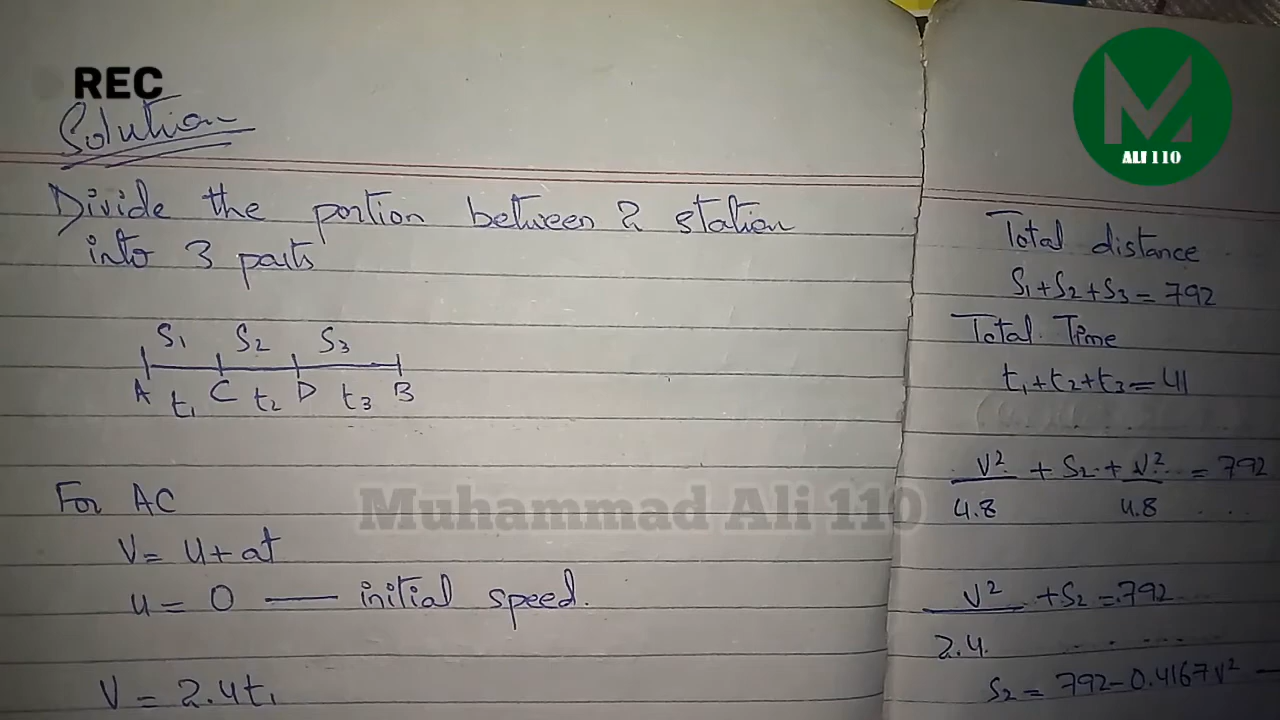 REC
Solution
Divide the portion between 2 station
into 3 parts
S1 S2 S3
A t1 C t2 D t3 B
For AC
V = u + at
u = 0 — initial speed.
V = 2.4t1
M
ALI 110
Total distance
S1 + S2 + S3 = 792
Total Time
t1 + t2 + t3 = 41
V² + S2 + V² = 792
4.8 4.8
V² + S2 = 792
2.4
S2 = 792 - 0.4167V² —
Muhammad Ali 110